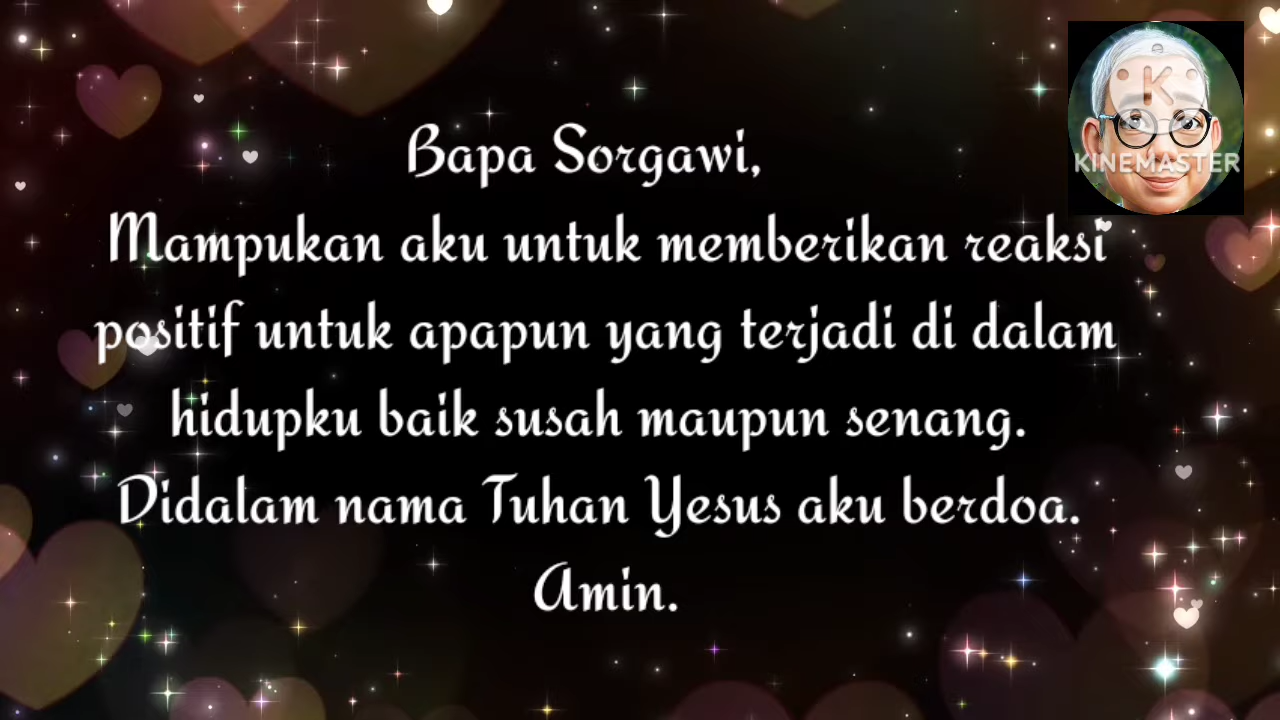 Bapa Sorgawi,
Mampukan aku untuk memberikan reaksi
positif untuk apapun yang terjadi di dalam
hidupku baik susah maupun senang.
Didalam nama Tuhan Yesus aku berdoa.
Amin.
K
KINEMASTER